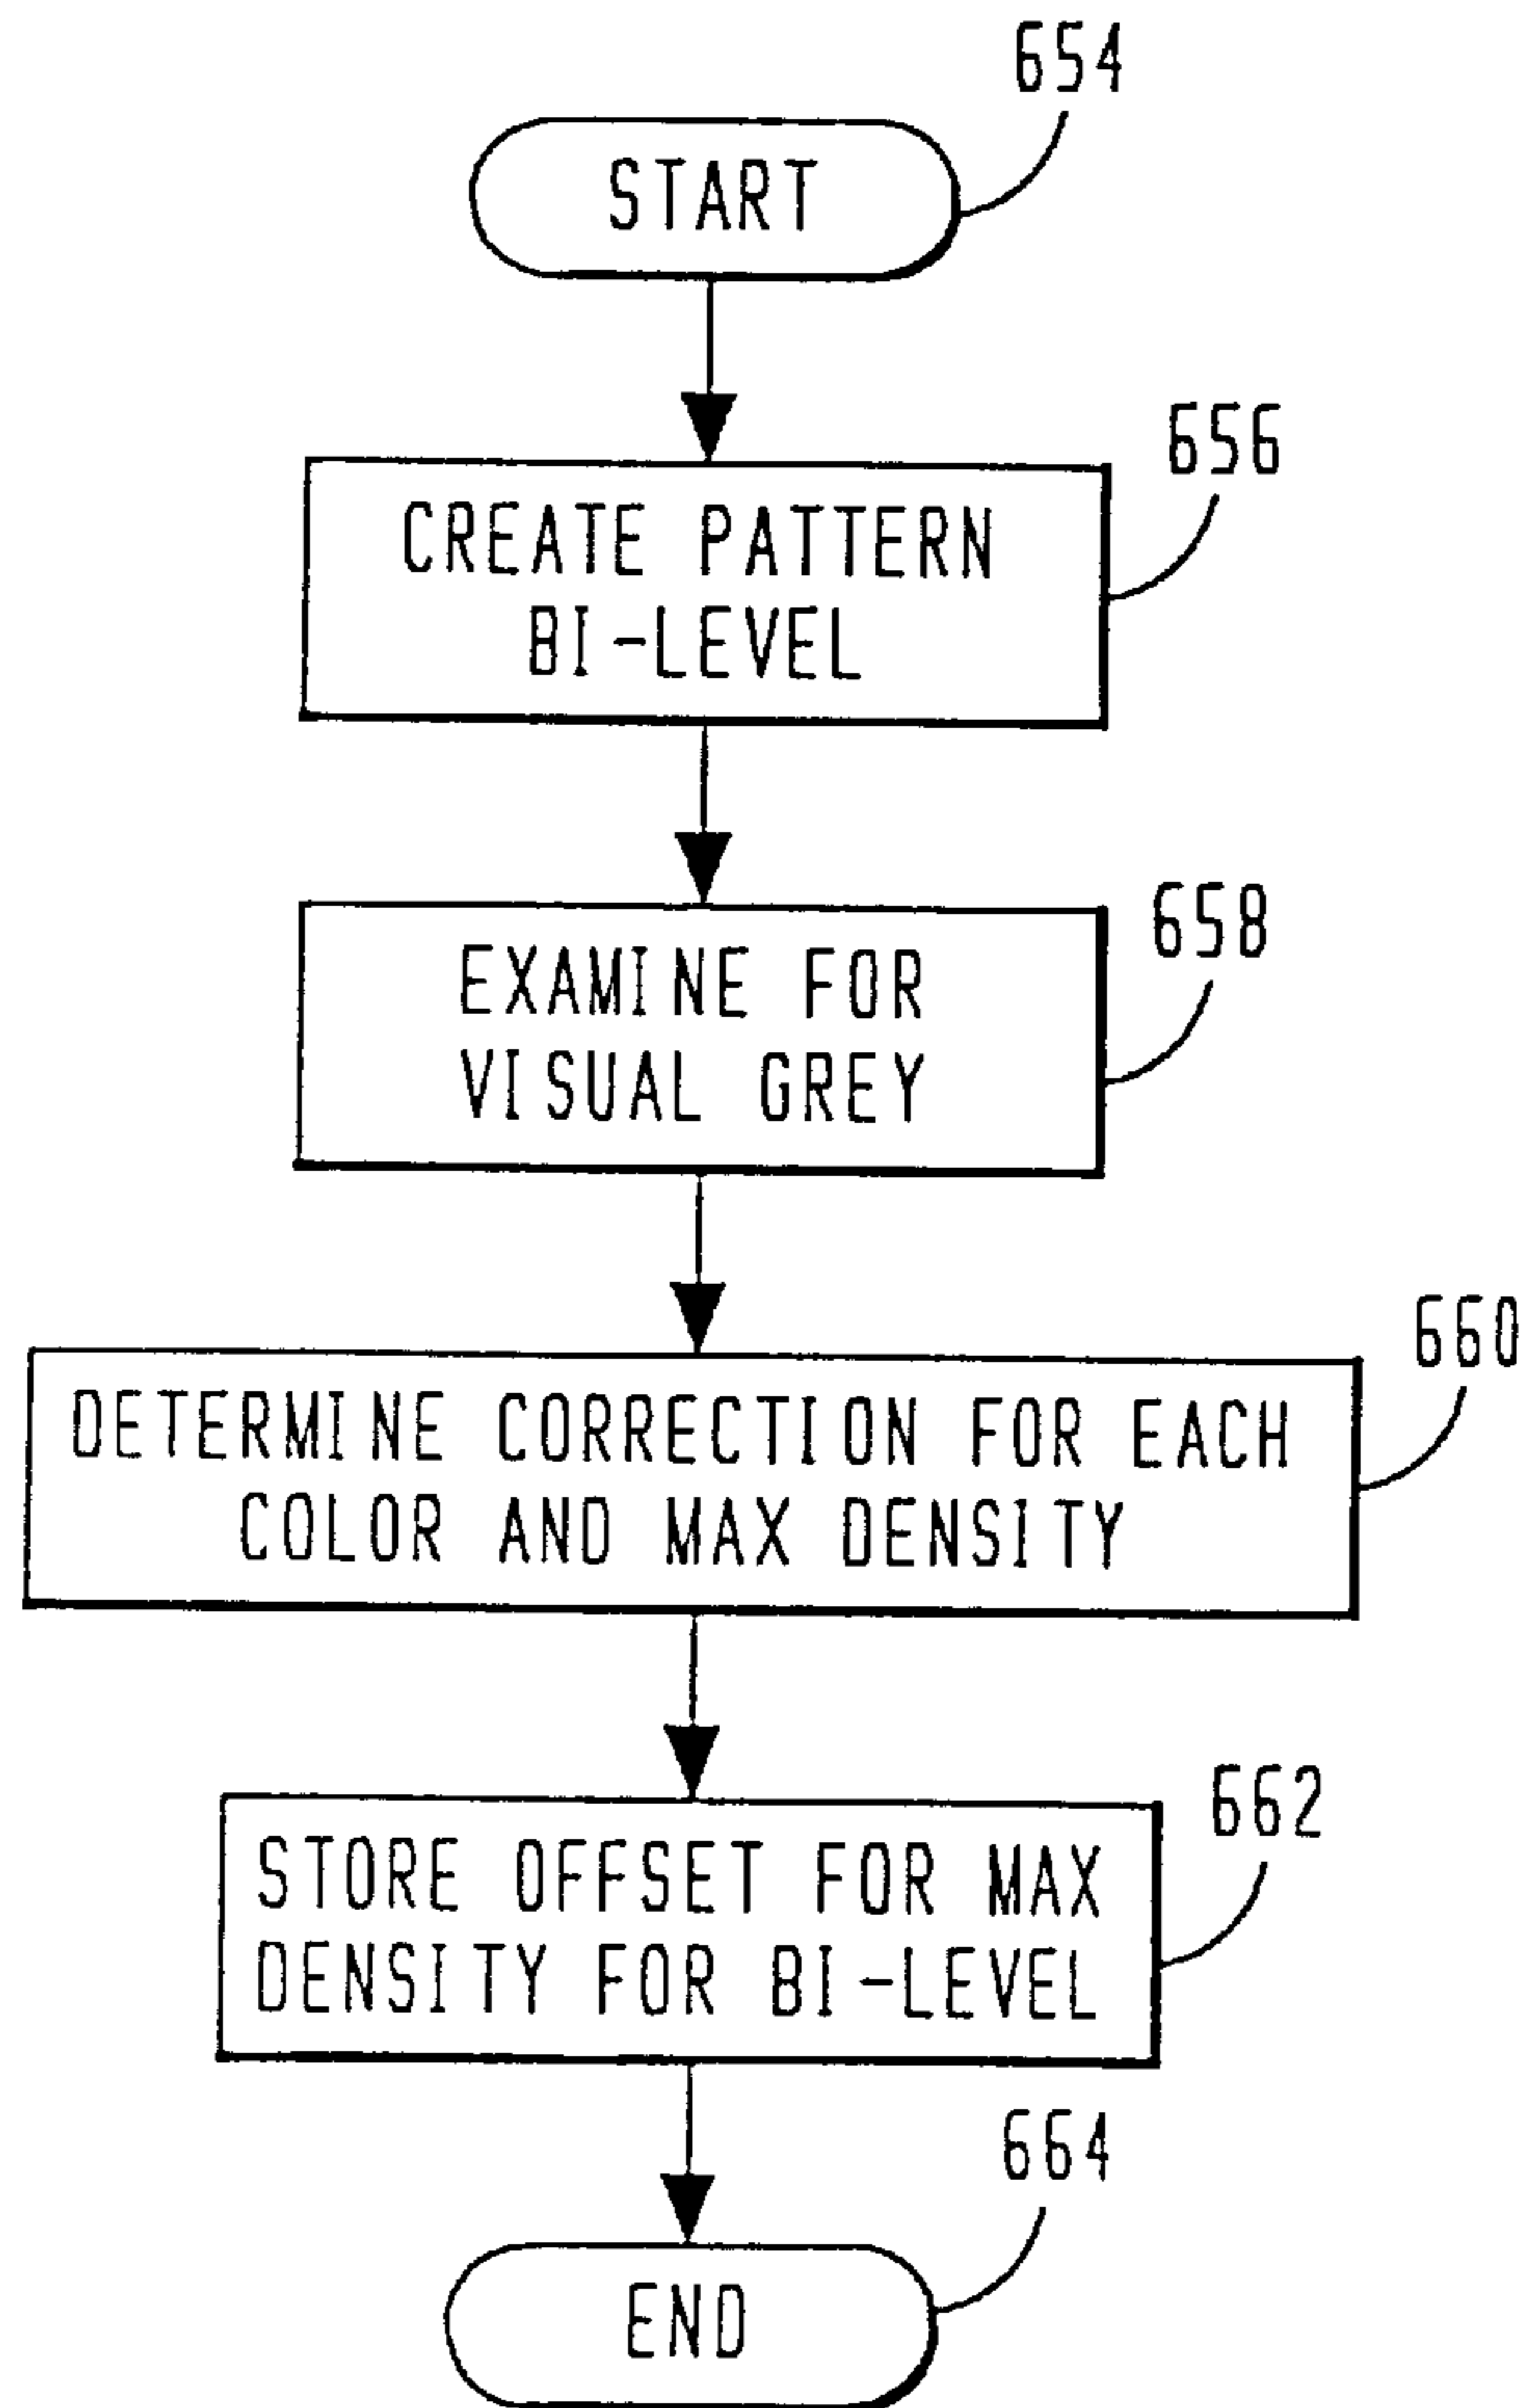 654
START
656
CREATE PATTERN
BI-LEVEL
658
EXAMINE FOR
VISUAL GREY
660
DETERMINE CORRECTION FOR EACH
COLOR AND MAX DENSITY
662
STORE OFFSET FOR MAX
DENSITY FOR BI-LEVEL
664
END